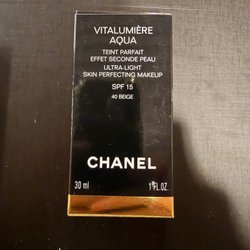 VITALUMIÈRE
AQUA
TEINT PARFAIT
EFFET SECONDE PEAU
ULTRA-LIGHT
SKIN PERFECTING MAKEUP
SPF 15
40 BEIGE
CHANEL
30 ml 1 FL.OZ.